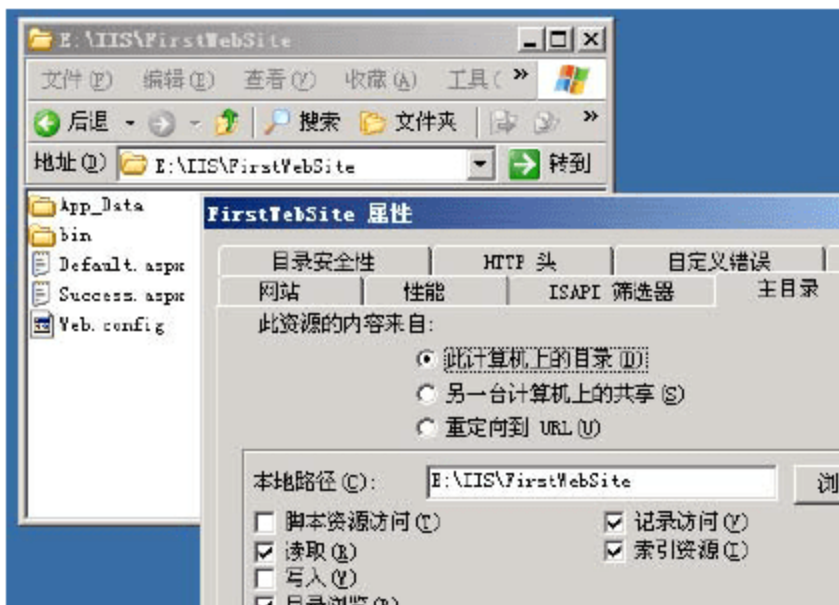 E:\IIS\FirstWebSite
文件(F) 编辑(E) 查看(V) 收藏(A) 工具( »
后退 搜索 文件夹 »
地址(D) E:\IIS\FirstWebSite 转到
App_Data
bin
Default.aspx
Success.aspx
Web.config
FirstWebSite 属性
目录安全性 HTTP 头 自定义错误
网站 性能 ISAPI 筛选器 主目录
此资源的内容来自:
此计算机上的目录(D)
另一台计算机上的共享(S)
重定向到 URL(U)
本地路径(C): E:\IIS\FirstWebSite 浏
脚本资源访问(T) 记录访问(V)
读取(R) 索引资源(I)
写入(W)
目录浏览(B)